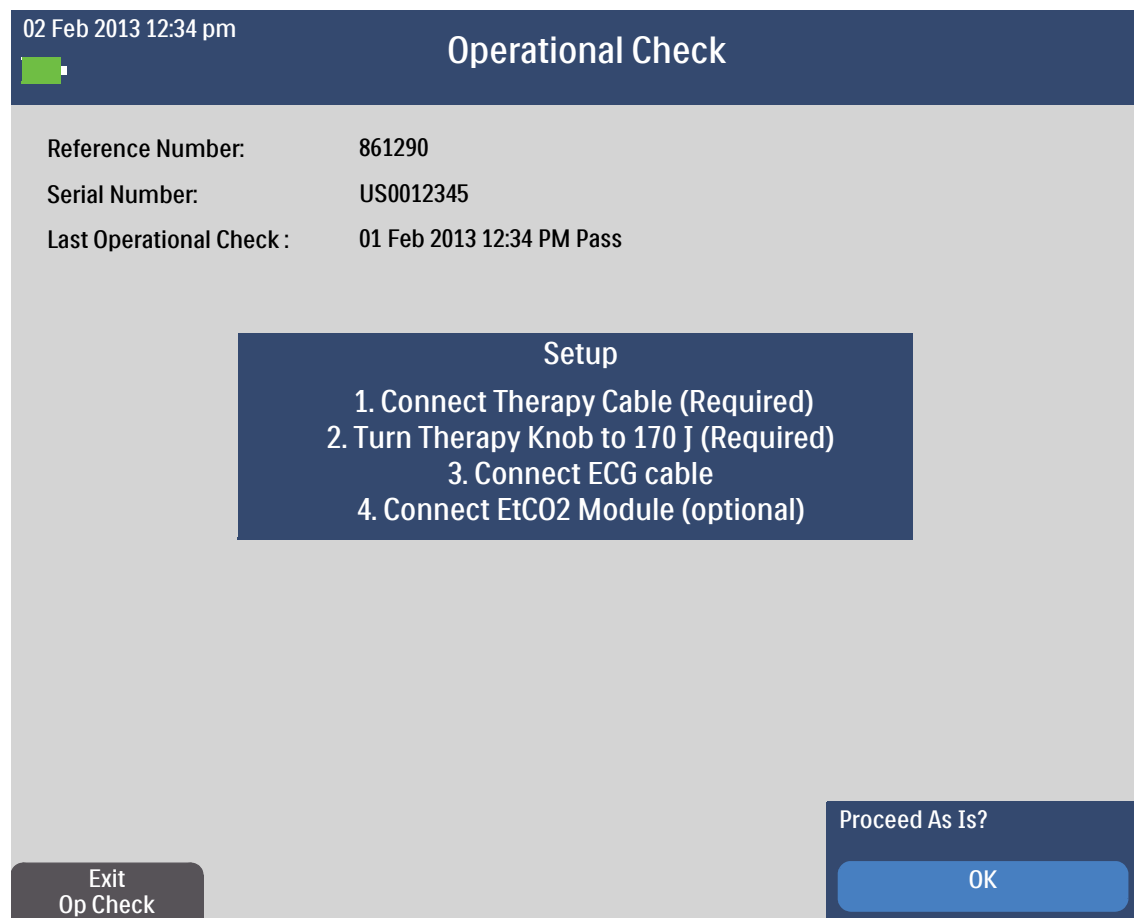 02 Feb 2013 12:34 pm
Operational Check
Reference Number: 861290
Serial Number: US0012345
Last Operational Check : 01 Feb 2013 12:34 PM Pass
Setup
1. Connect Therapy Cable (Required)
2. Turn Therapy Knob to 170 J (Required)
3. Connect ECG cable
4. Connect EtCO2 Module (optional)
Proceed As Is?
OK
Exit
Op Check